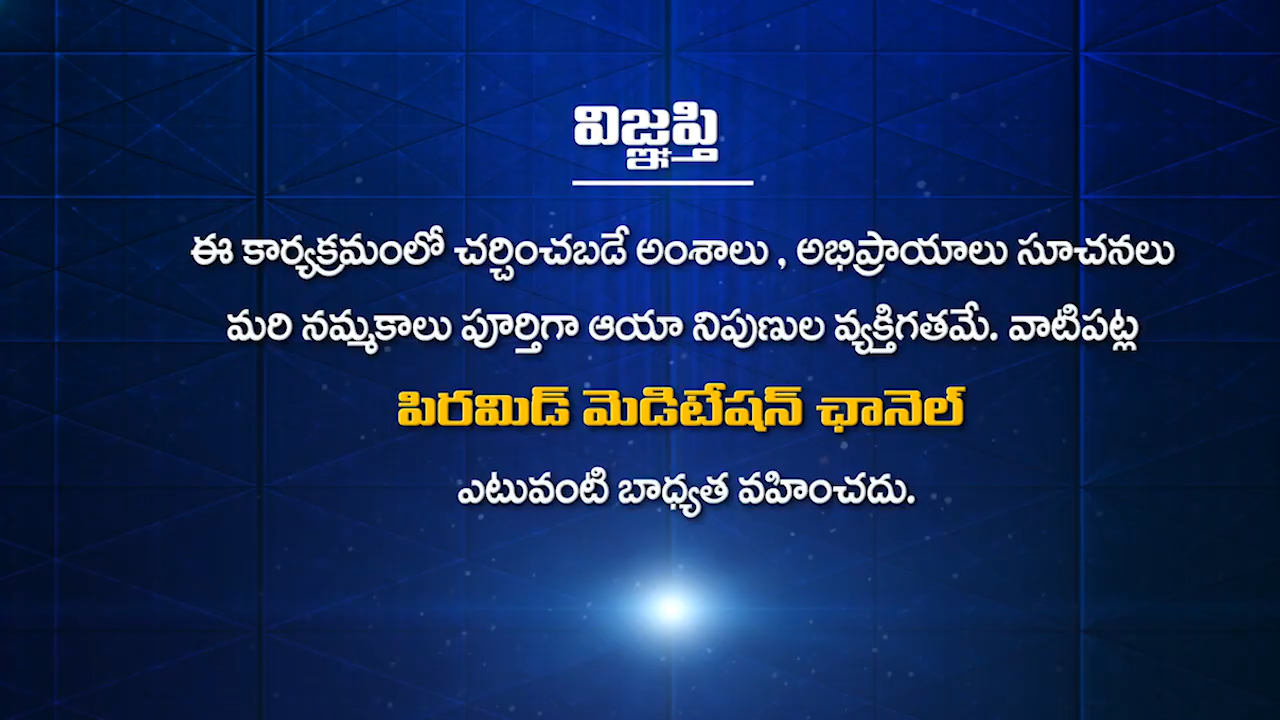 విజ్ఞప్తి
ఈ కార్యక్రమంలో చర్చించబడే అంశాలు , అభిప్రాయాలు సూచనలు
మరి నమ్మకాలు పూర్తిగా ఆయా నిపుణుల వ్యక్తిగతమే. వాటిపట్ల
పిరమిడ్ మెడిటేషన్ ఛానెల్
ఎటువంటి బాధ్యత వహించదు.